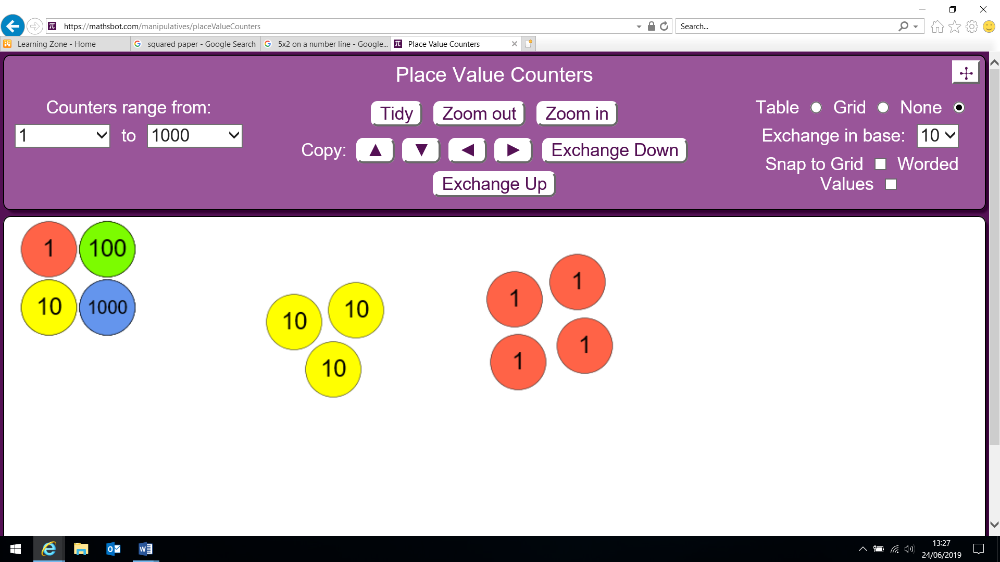 https://mathsbot.com/manipulatives/placeValueCounters
Search...
Learning Zone - Home
squared paper - Google Search
5x2 on a number line - Google...
Place Value Counters
Place Value Counters
Counters range from:
1 to 1000
Tidy Zoom out Zoom in
Copy: ▲ ▼ ◀ ▶ Exchange Down
Exchange Up
Table Grid None
Exchange in base: 10
Snap to Grid Worded
Values
1 100
10 1000
10 10
10
1 1
1 1
13:27
24/06/2019